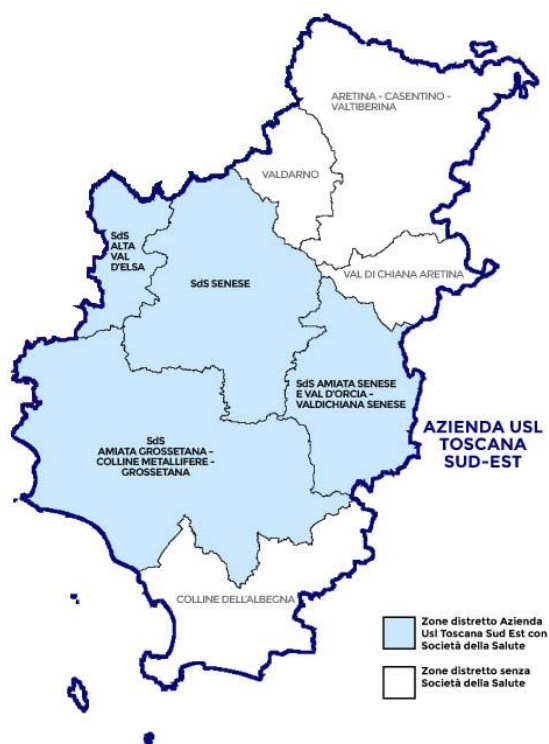 ARETINA - CASENTINO -
VALTIBERINA
VALDARNO
SdS
ALTA
VAL
D'ELSA
SdS SENESE
VAL DI CHIANA ARETINA
SdS AMIATA SENESE
E VAL D'ORCIA -
VALDICHIANA SENESE
AZIENDA USL
TOSCANA
SUD-EST
SdS
AMIATA GROSSETANA -
COLLINE METALLIFERE -
GROSSETANA
COLLINE DELL'ALBEGNA
Zone distretto Azienda
Usl Toscana Sud Est con
Società della Salute
Zone distretto senza
Società della Salute